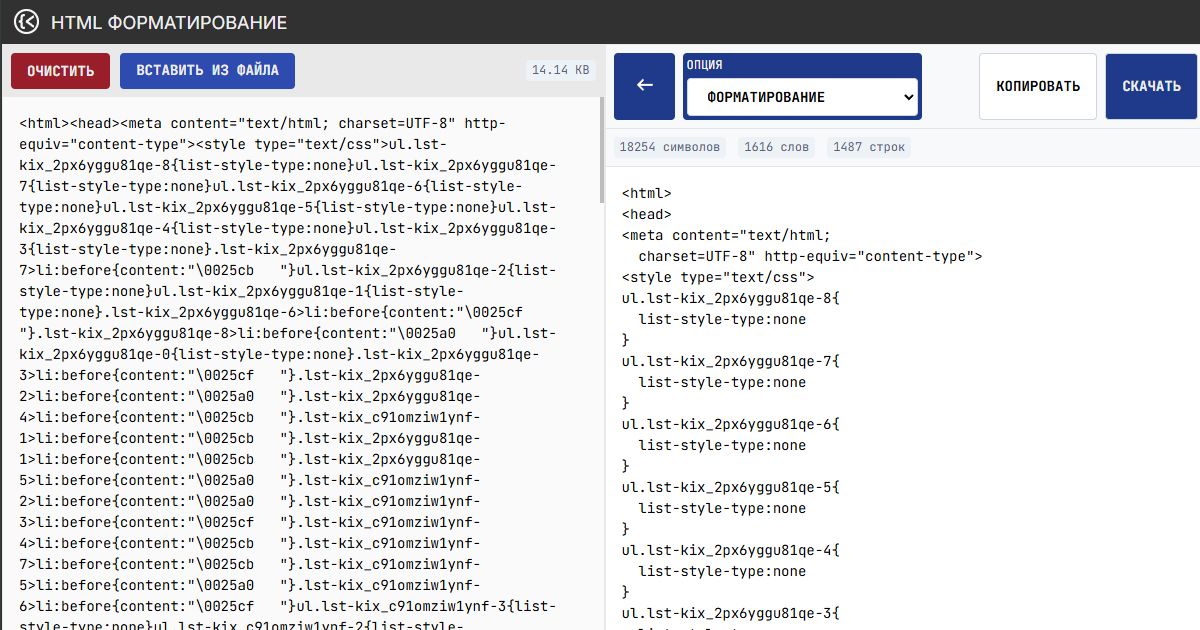 HTML ФОРМАТИРОВАНИЕ
ОЧИСТИТЬ
ВСТАВИТЬ ИЗ ФАЙЛА
14.14 KB
<html><head><meta content="text/html; charset=UTF-8" http-
equiv="content-type"><style type="text/css">ul.lst-
kix_2px6yggu81qe-8{list-style-type:none}ul.lst-kix_2px6yggu81qe-
7{list-style-type:none}ul.lst-kix_2px6yggu81qe-6{list-style-
type:none}ul.lst-kix_2px6yggu81qe-5{list-style-type:none}ul.lst-
kix_2px6yggu81qe-4{list-style-type:none}ul.lst-kix_2px6yggu81qe-
3{list-style-type:none}.lst-kix_2px6yggu81qe-
7>li:before{content:"\0025cb   "}ul.lst-kix_2px6yggu81qe-2{list-
style-type:none}ul.lst-kix_2px6yggu81qe-1{list-style-
type:none}.lst-kix_2px6yggu81qe-6>li:before{content:"\0025cf
"}.lst-kix_2px6yggu81qe-8>li:before{content:"\0025a0   "}ul.lst-
kix_2px6yggu81qe-0{list-style-type:none}.lst-kix_2px6yggu81qe-
3>li:before{content:"\0025cf   "}.lst-kix_2px6yggu81qe-
2>li:before{content:"\0025a0   "}.lst-kix_2px6yggu81qe-
4>li:before{content:"\0025cb   "}.lst-kix_c91omziw1ynf-
1>li:before{content:"\0025cb   "}.lst-kix_2px6yggu81qe-
1>li:before{content:"\0025cb   "}.lst-kix_2px6yggu81qe-
5>li:before{content:"\0025a0   "}.lst-kix_c91omziw1ynf-
2>li:before{content:"\0025a0   "}.lst-kix_c91omziw1ynf-
3>li:before{content:"\0025cf   "}.lst-kix_c91omziw1ynf-
4>li:before{content:"\0025cb   "}.lst-kix_c91omziw1ynf-
7>li:before{content:"\0025cb   "}.lst-kix_c91omziw1ynf-
5>li:before{content:"\0025a0   "}.lst-kix_c91omziw1ynf-
6>li:before{content:"\0025cf   "}ul.lst-kix_c91omziw1ynf-3{list-
style-type:none}ul.lst-kix_c91omziw1ynf-2{list-style-
ОПЦИЯ
ФОРМАТИРОВАНИЕ
КОПИРОВАТЬ
СКАЧАТЬ
18254 символов
1616 слов
1487 строк
<html>
<head>
<meta content="text/html;
charset=UTF-8" http-equiv="content-type">
<style type="text/css">
ul.lst-kix_2px6yggu81qe-8{
list-style-type:none
}
ul.lst-kix_2px6yggu81qe-7{
list-style-type:none
}
ul.lst-kix_2px6yggu81qe-6{
list-style-type:none
}
ul.lst-kix_2px6yggu81qe-5{
list-style-type:none
}
ul.lst-kix_2px6yggu81qe-4{
list-style-type:none
}
ul.lst-kix_2px6yggu81qe-3{